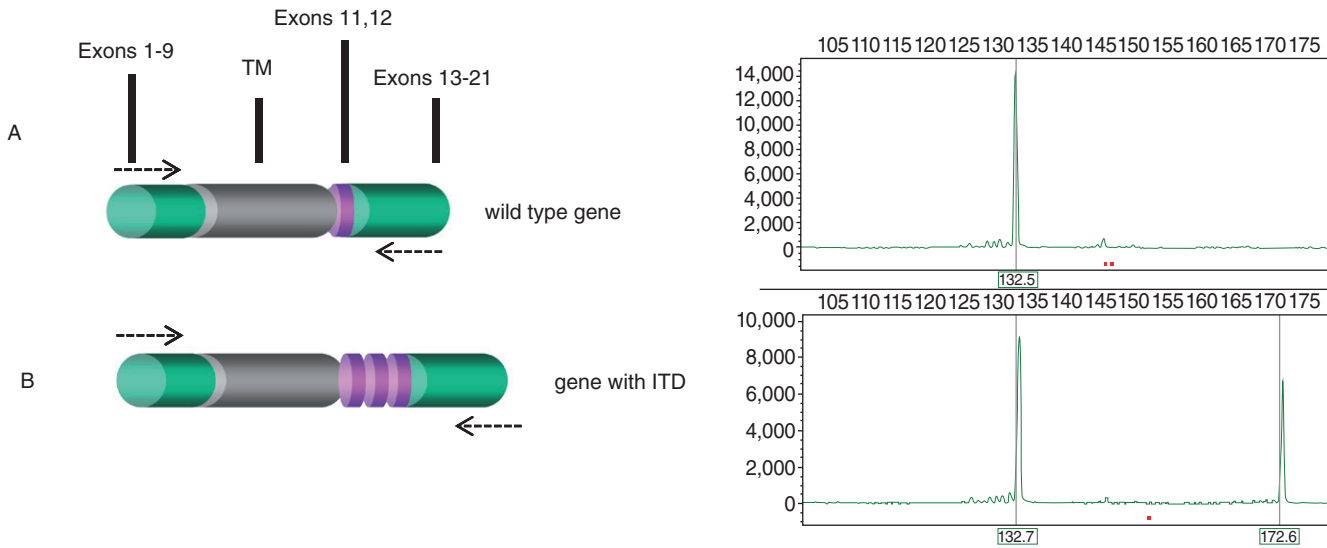 Exons 1-9
TM
Exons 11,12
Exons 13-21
A
wild type gene
B
gene with ITD
105 110 115 120 125 130 135 140 145 150 155 160 165 170 175
14,000
12,000
10,000
8,000
6,000
4,000
2,000
0
132.5
105 110 115 120 125 130 135 140 145 150 155 160 165 170 175
10,000
8,000
6,000
4,000
2,000
0
132.7
172.6